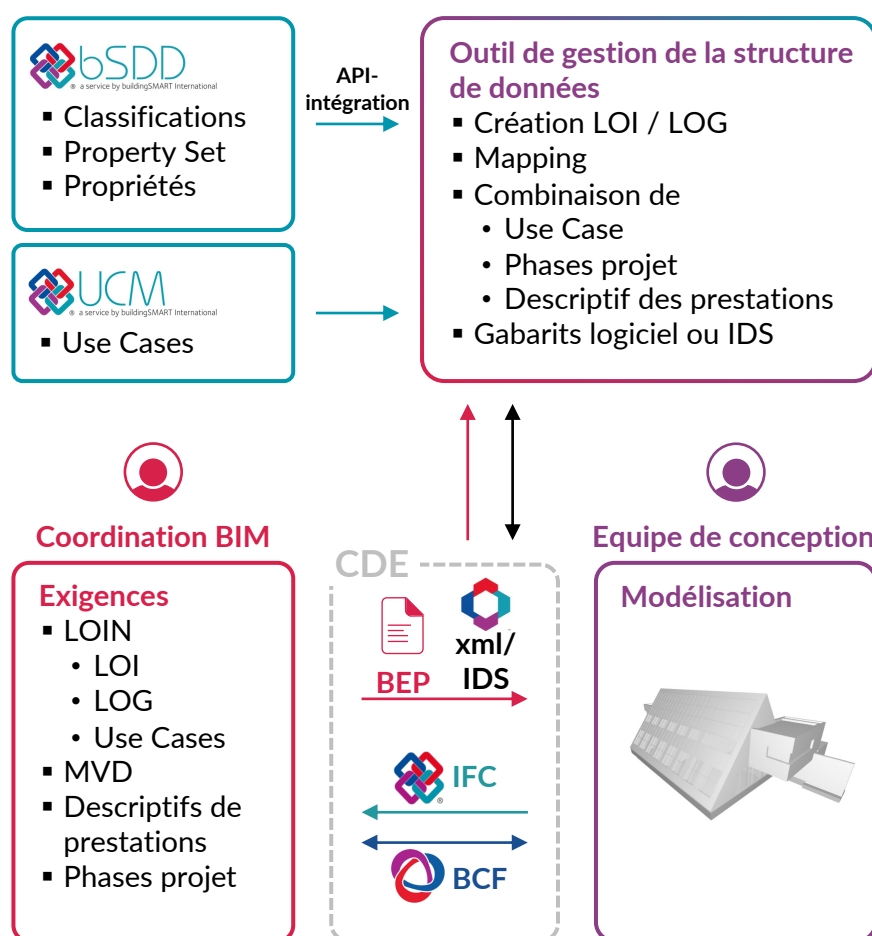 bSDD
® a service by buildingSMART International
▪ Classifications
▪ Property Set
▪ Propriétés
API-
intégration
Outil de gestion de la structure
de données
▪ Création LOI / LOG
▪ Mapping
▪ Combinaison de
• Use Case
• Phases projet
• Descriptif des prestations
▪ Gabarits logiciel ou IDS
UCM
® a service by buildingSMART International
▪ Use Cases
Coordination BIM
Exigences
▪ LOIN
• LOI
• LOG
• Use Cases
▪ MVD
▪ Descriptifs de
prestations
▪ Phases projet
CDE
BEP
xml/
IDS
IFC
®
BCF
Equipe de conception
Modélisation